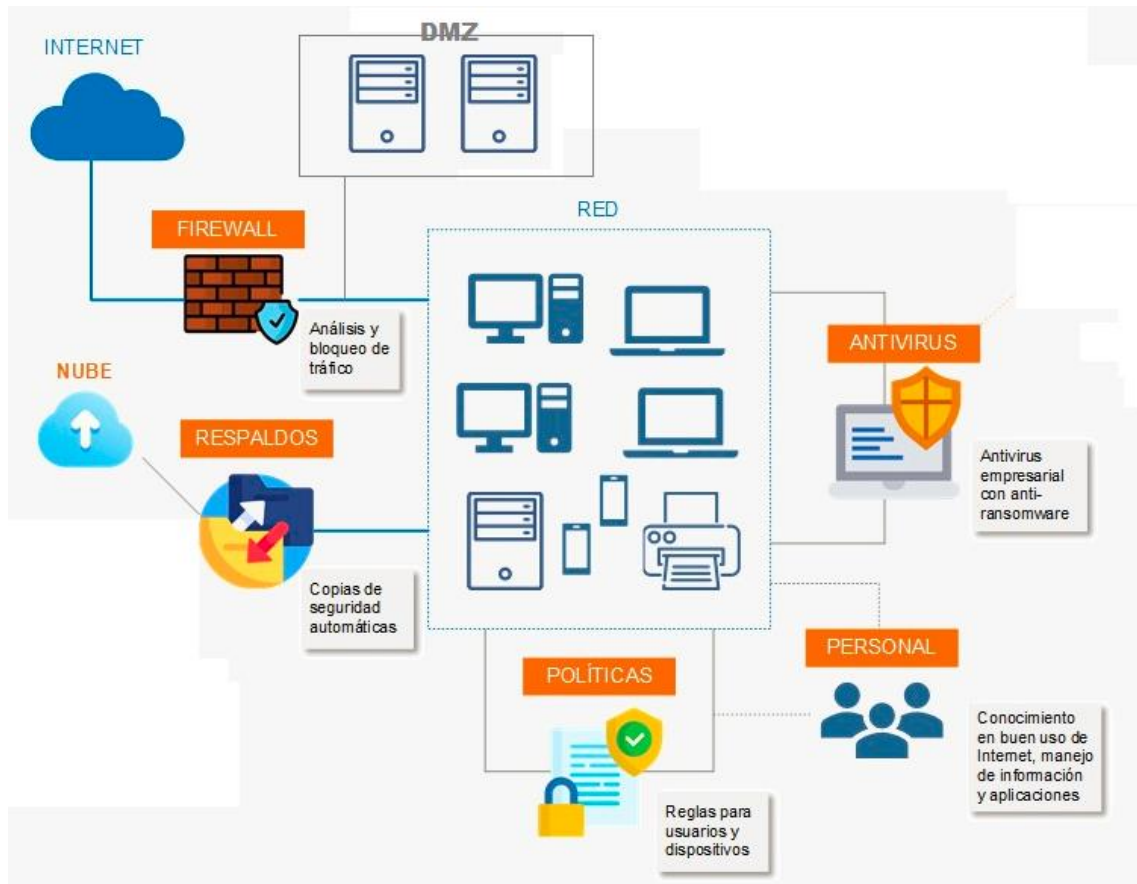 DMZ
INTERNET
RED
FIREWALL
Análisis y
bloqueo de
tráfico
ANTIVIRUS
NUBE
RESPALDOS
Antivirus
empresarial
con anti-
ransomware
Copias de
seguridad
automáticas
PERSONAL
POLÍTICAS
Conocimiento
en buen uso de
Internet, manejo
de información
y aplicaciones
Reglas para
usuarios y
dispositivos